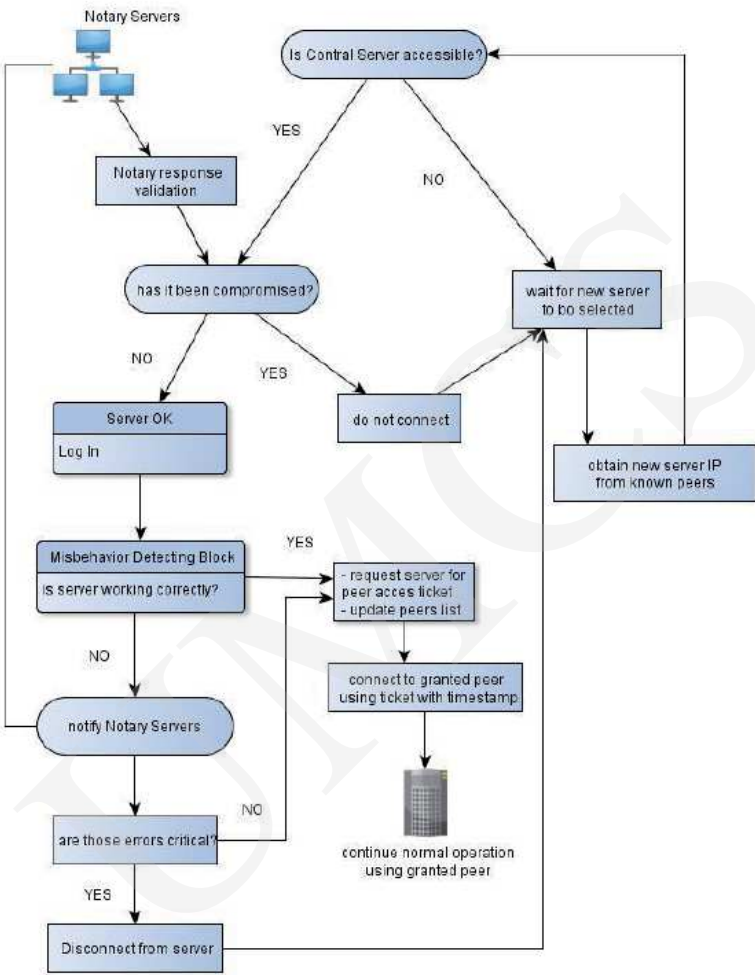 Notary Servers
Is Contral Server accessible?
YES
NO
Notary response
validation
has it been compromised?
wait for new server
to bo selected
NO
YES
Server OK
Log In
do not connect
obtain new server IP
from known peers
Misbehavior Detecting Block
is server working correctly?
YES
- request server for
peer acces ticket
- update peers list
NO
connect to granted peer
using ticket with timestamp
notify Notary Servers
NO
are those errors critical?
continue normal operation
using granted peer
YES
Disconnect from server
UMCS